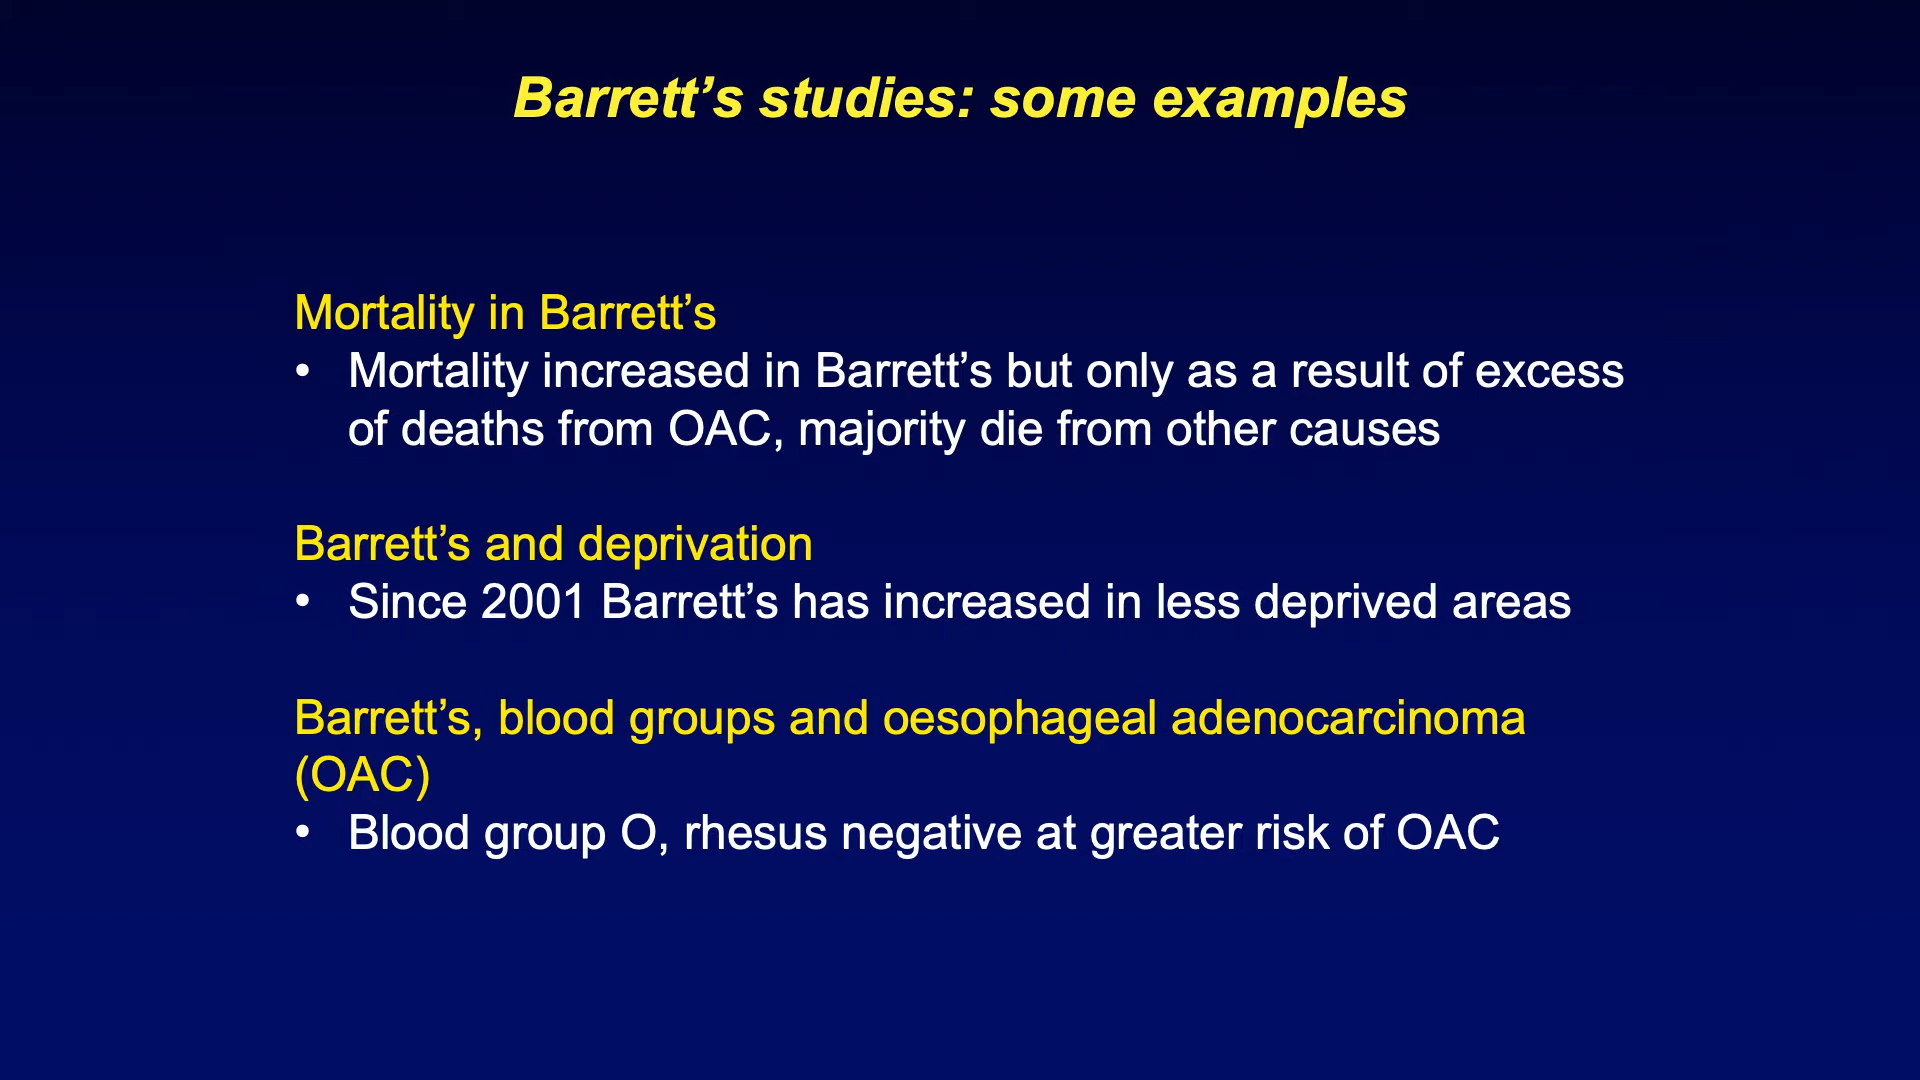 Barrett’s studies: some examples
Mortality in Barrett’s
• Mortality increased in Barrett’s but only as a result of excess
of deaths from OAC, majority die from other causes
Barrett’s and deprivation
• Since 2001 Barrett’s has increased in less deprived areas
Barrett’s, blood groups and oesophageal adenocarcinoma
(OAC)
• Blood group O, rhesus negative at greater risk of OAC